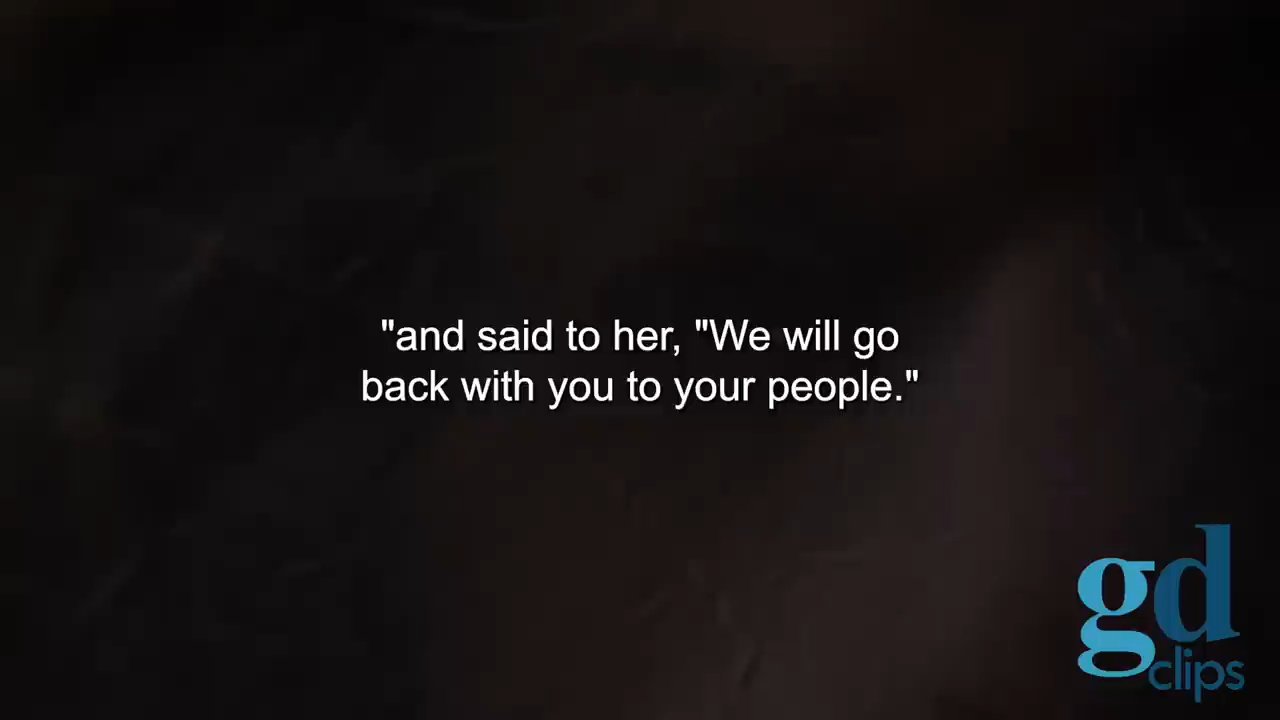 "and said to her, "We will go
back with you to your people."
gd
clips